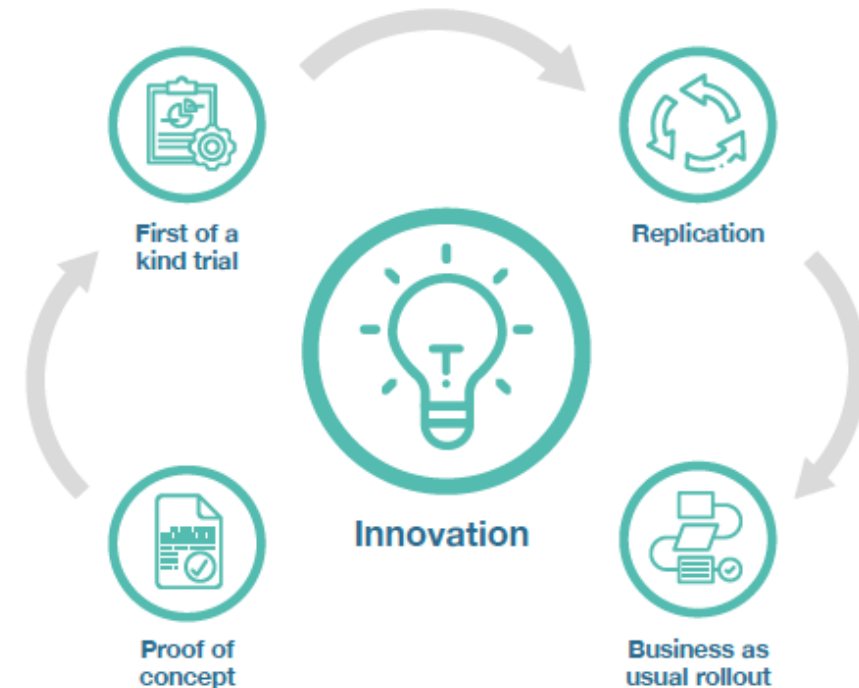 First of a
kind trial
Replication
Innovation
Proof of
concept
Business as
usual rollout